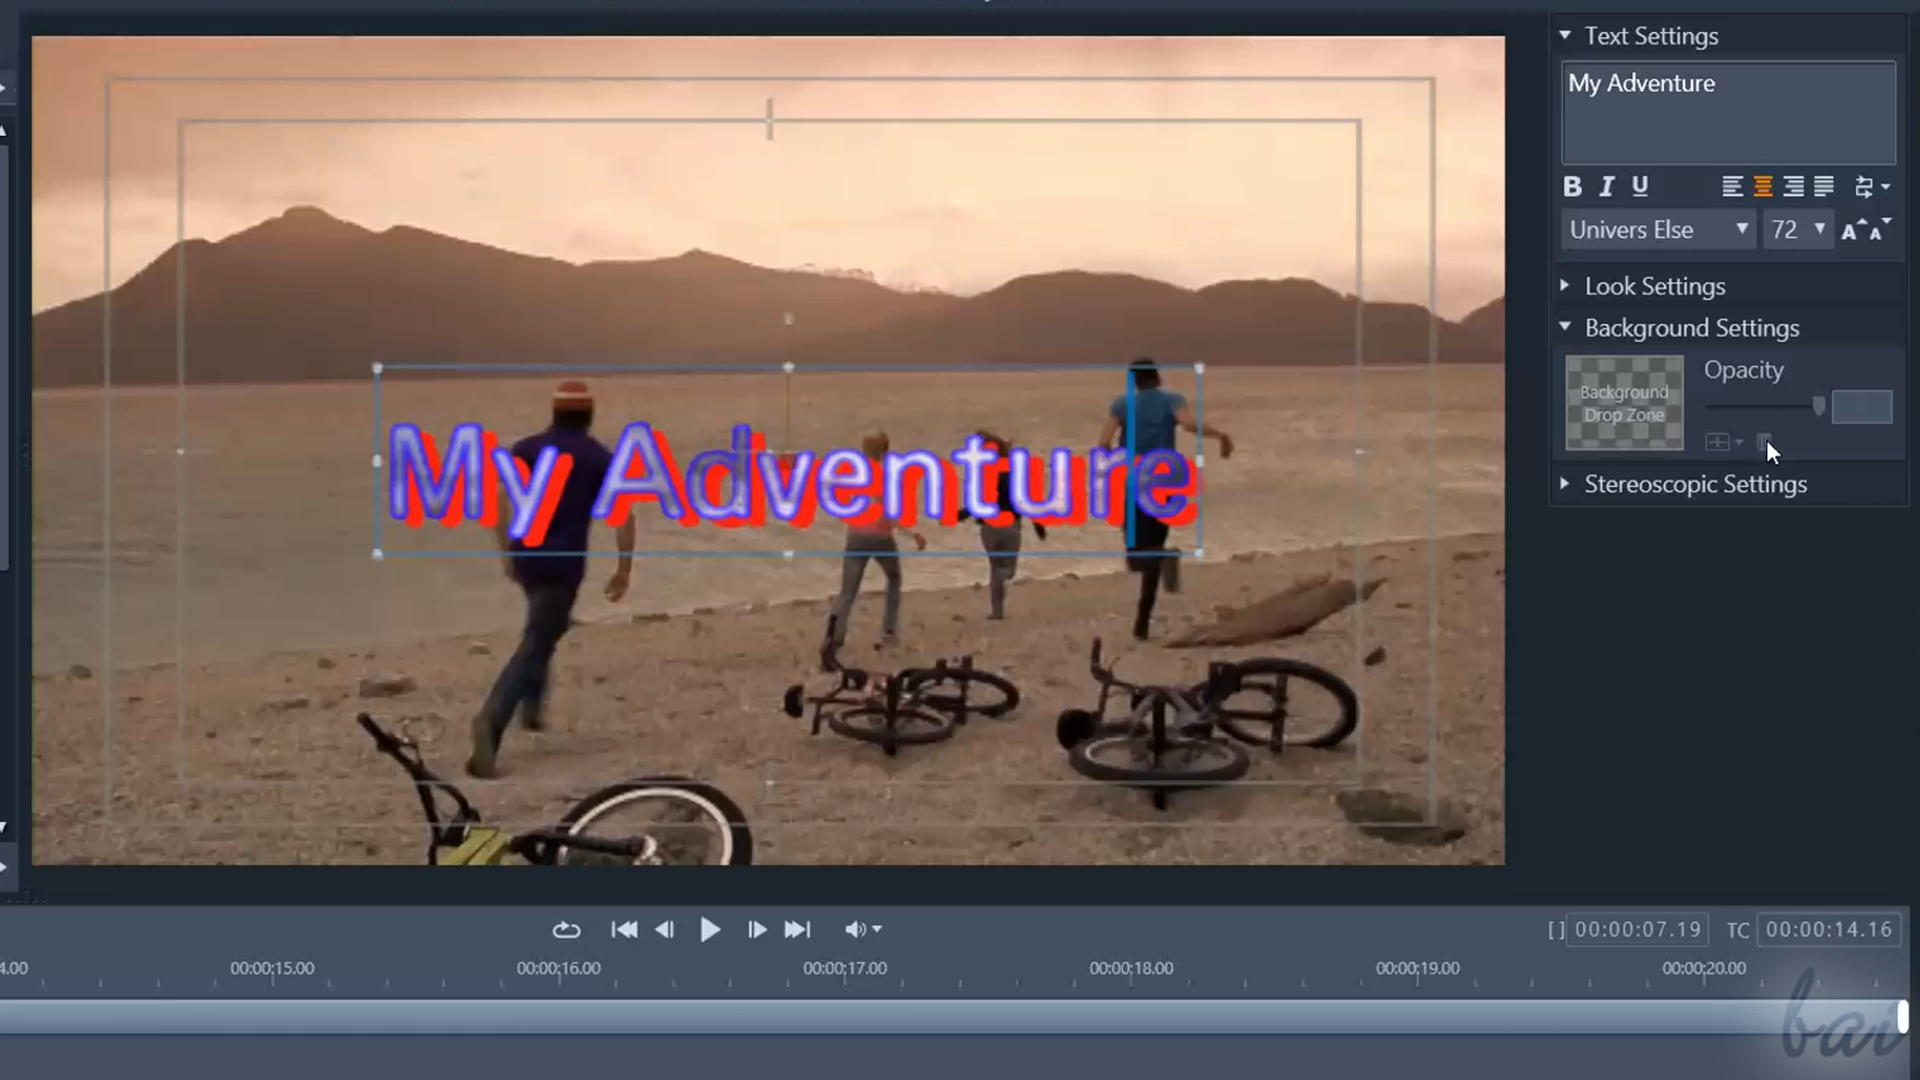 Text Settings
My Adventure
B I U
Univers Else 72 A A
Look Settings
Background Settings
Background
Drop Zone
Opacity
Stereoscopic Settings
My Adventure
[ ] 00:00:07.19 TC 00:00:14.16
4.00 00:00:15.00 00:00:16.00 00:00:17.00 00:00:18.00 00:00:19.00 00:00:20.00
bai